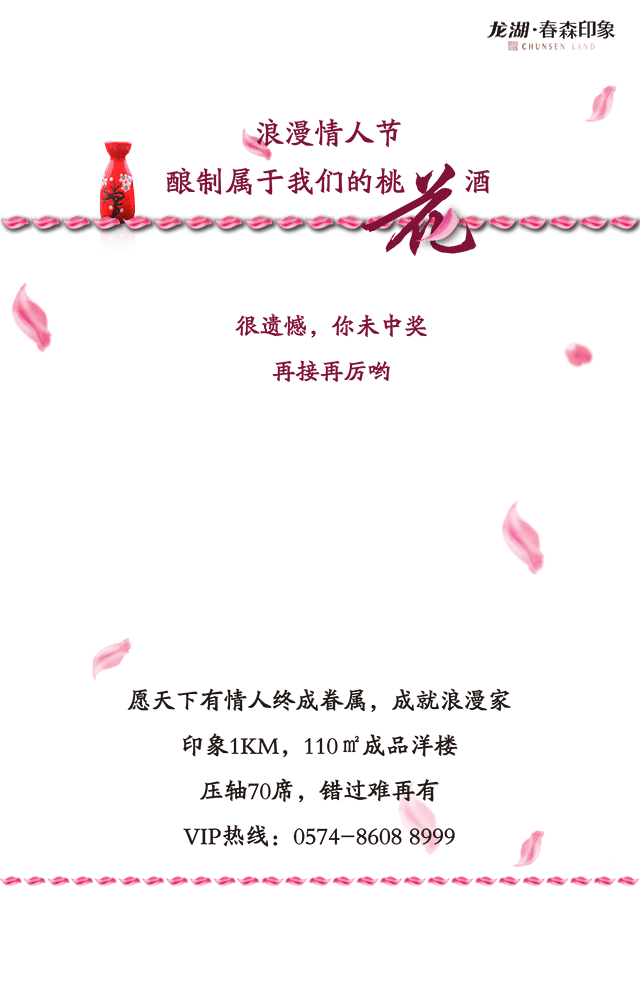 龙湖·春森印象
CHUNSEN LAND
浪漫情人节
酿制属于我们的桃花酒
很遗憾，你未中奖
再接再厉哟
愿天下有情人终成眷属，成就浪漫家
印象1KM，110㎡成品洋楼
压轴70席，错过难再有
VIP热线：0574-8608 8999